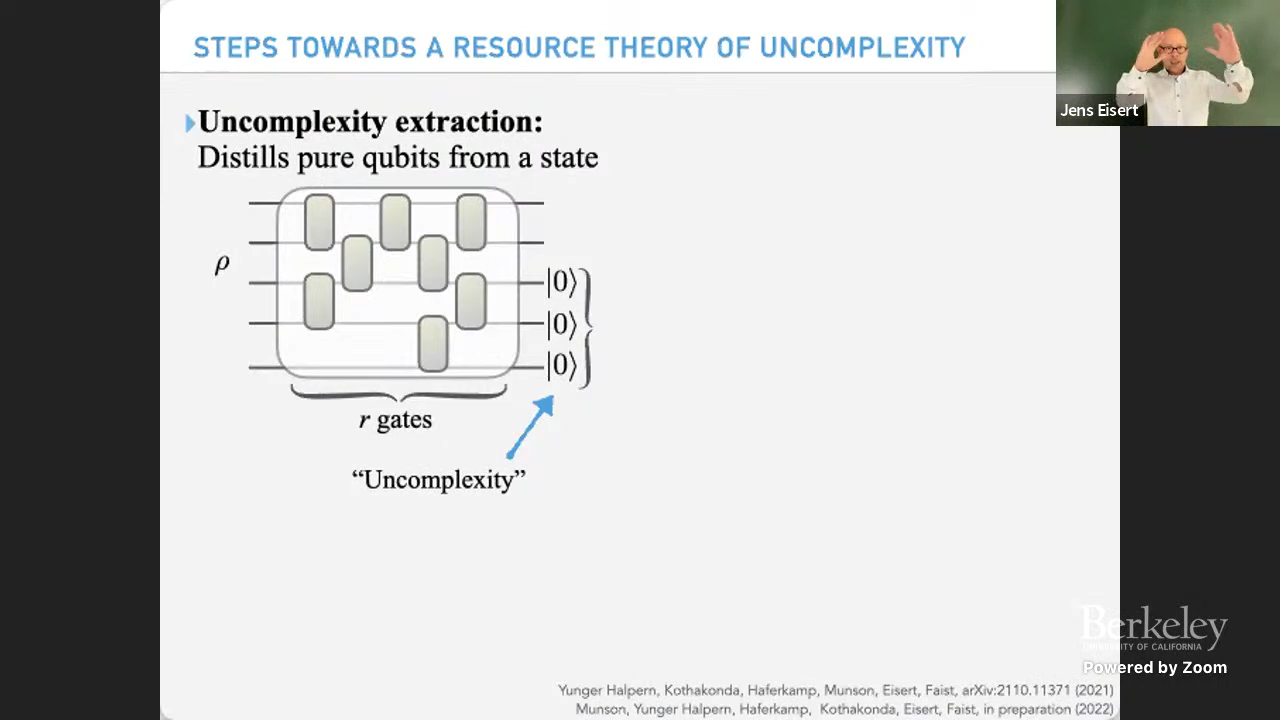 STEPS TOWARDS A RESOURCE THEORY OF UNCOMPLEXITY
Jens Eisert
Uncomplexity extraction:
Distills pure qubits from a state
ρ
|0⟩
|0⟩
|0⟩
r gates
“Uncomplexity”
Berkeley
UNIVERSITY OF CALIFORNIA
Powered by Zoom
Yunger Halpern, Kothakonda, Haferkamp, Munson, Eisert, Faist, arXiv:2110.11371 (2021)
Munson, Yunger Halpern, Haferkamp, Kothakonda, Eisert, Faist, in preparation (2022)